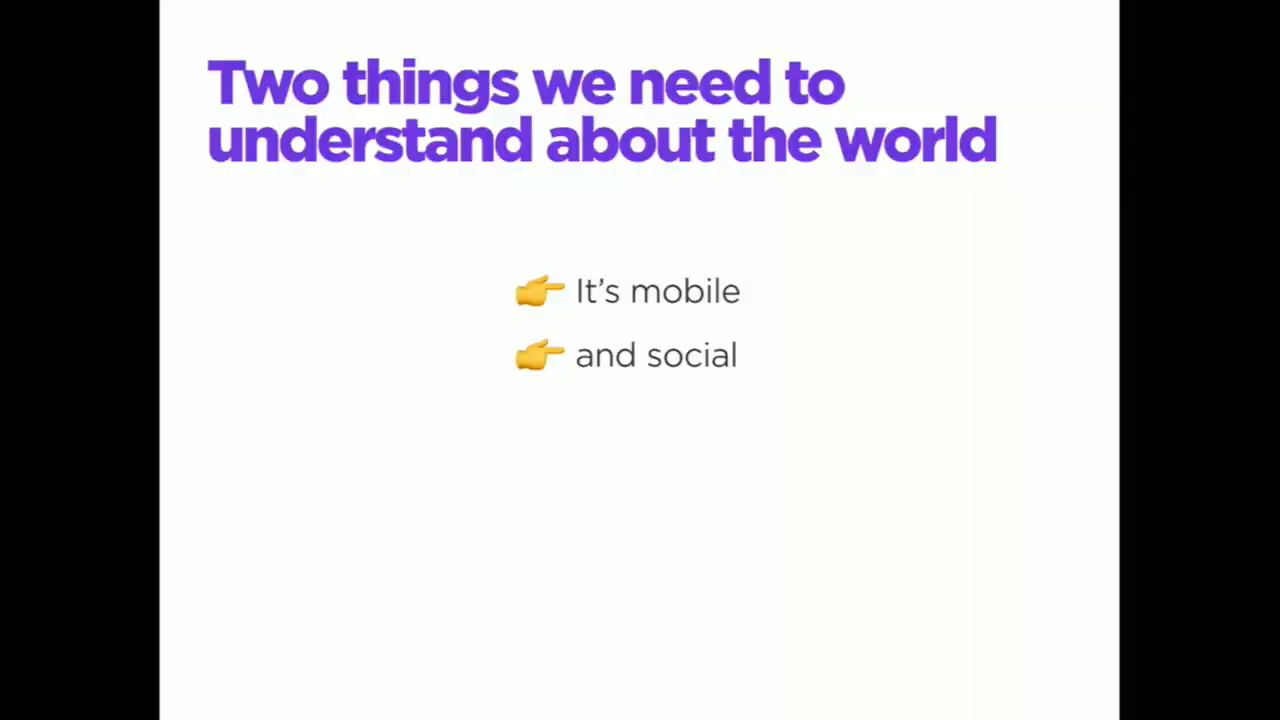 Two things we need to
understand about the world
👉 It's mobile
👉 and social